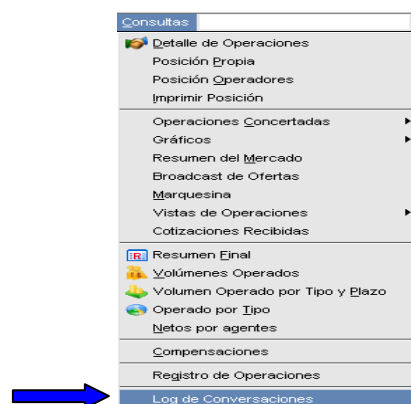 Consultas
Detalle de Operaciones
Posición Propia
Posición Operadores
Imprimir Posición
Operaciones Concertadas
Gráficos
Resumen del Mercado
Broadcast de Ofertas
Marquesina
Vistas de Operaciones
Cotizaciones Recibidas
R Resumen Final
Volúmenes Operados
Volumen Operado por Tipo y Plazo
Operado por Tipo
Netos por agentes
Compensaciones
Registro de Operaciones
Log de Conversaciones